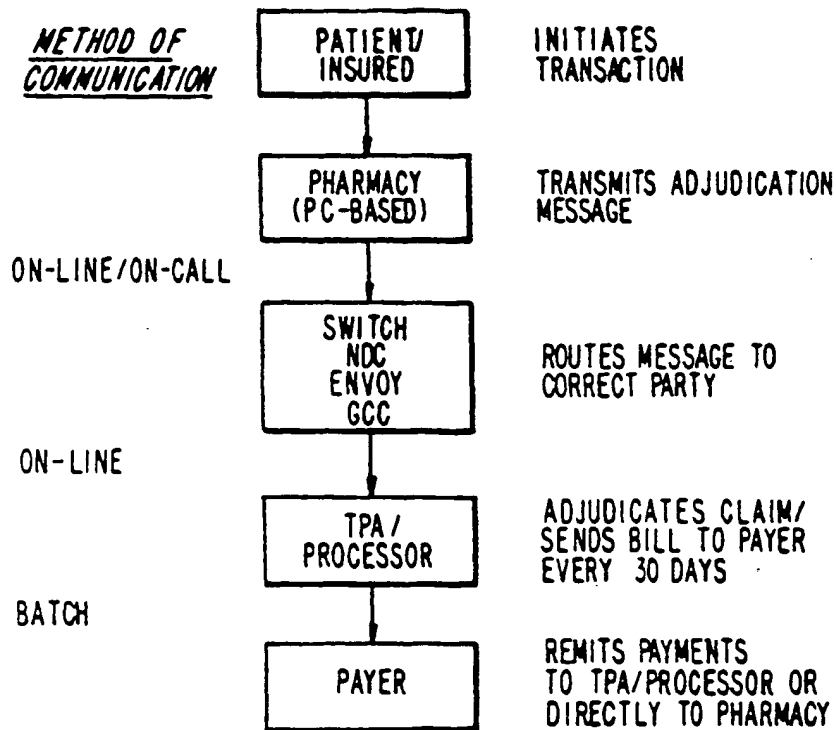 METHOD OF
COMMUNICATION
PATIENT/
INSURED
INITIATES
TRANSACTION
PHARMACY
(PC-BASED)
TRANSMITS ADJUDICATION
MESSAGE
ON-LINE/ON-CALL
SWITCH
NDC
ENVOY
GCC
ROUTES MESSAGE TO
CORRECT PARTY
ON-LINE
TPA/
PROCESSOR
ADJUDICATES CLAIM/
SENDS BILL TO PAYER
EVERY 30 DAYS
BATCH
PAYER
REMITS PAYMENTS
TO TPA/PROCESSOR OR
DIRECTLY TO PHARMACY